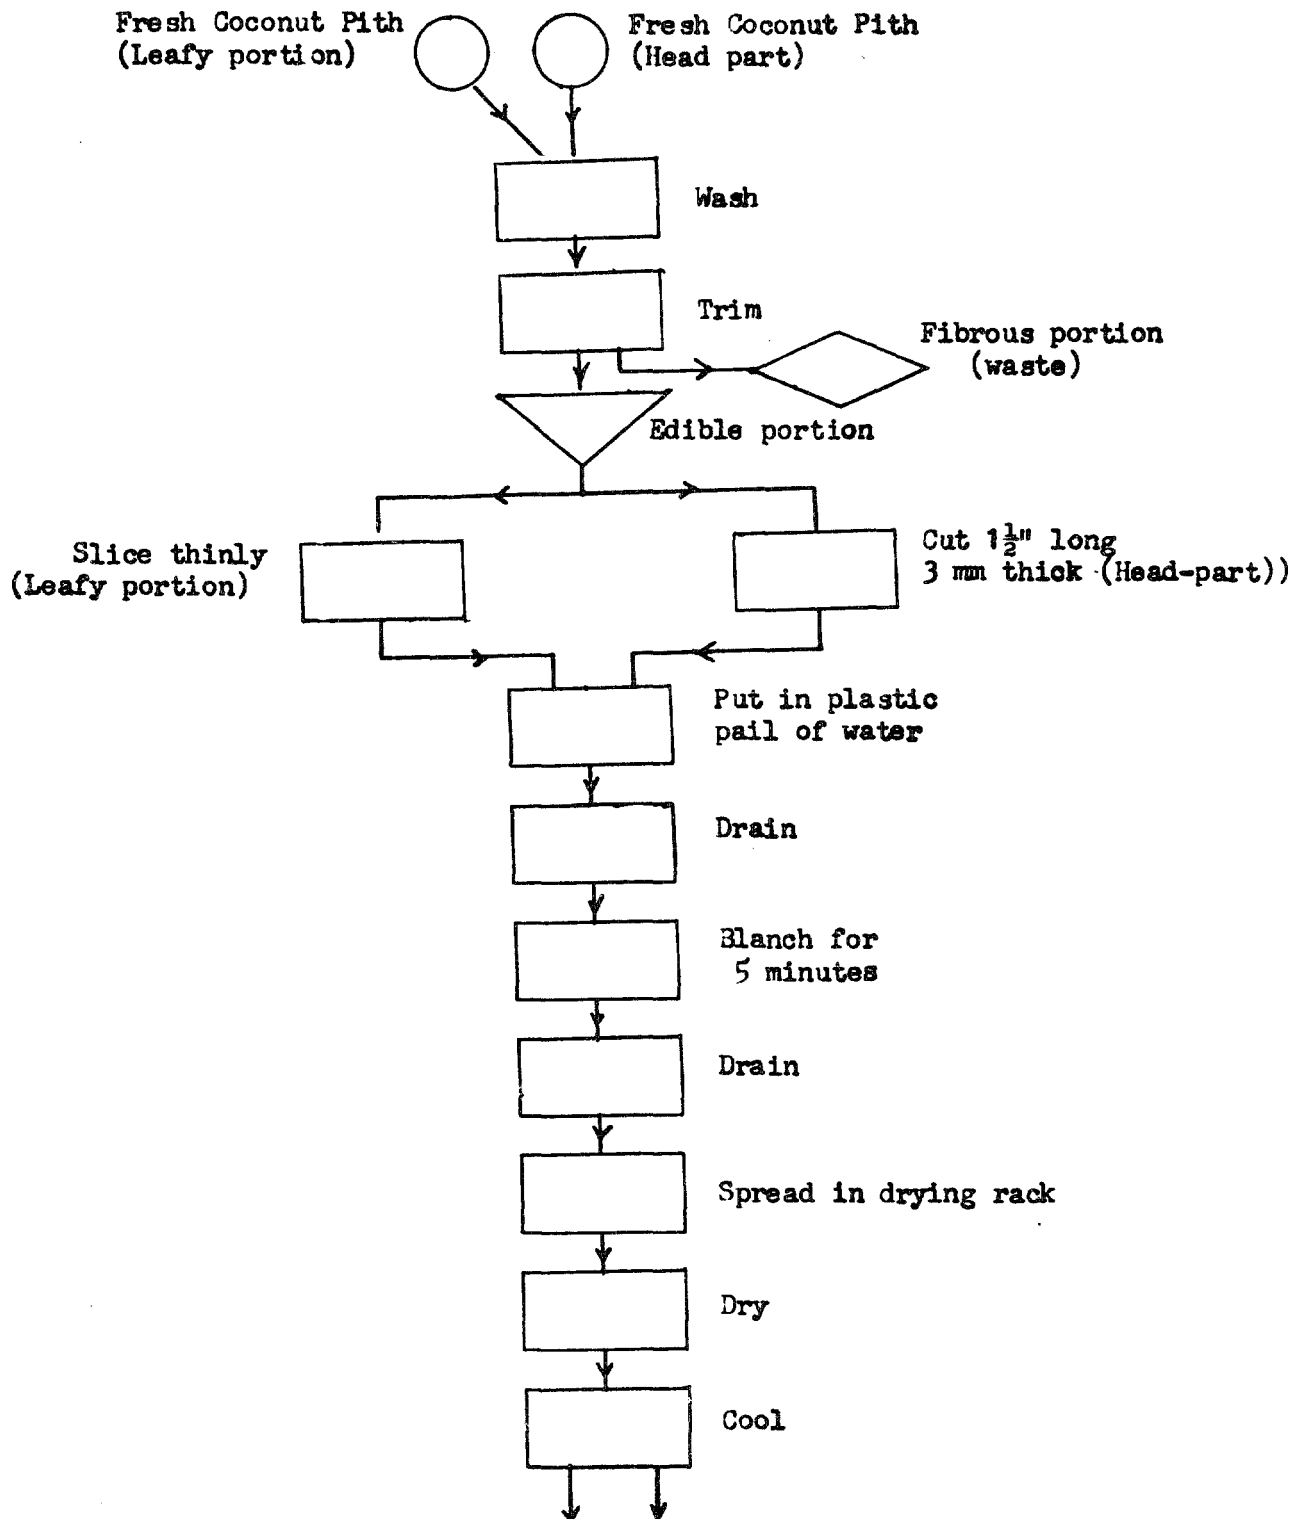 Fresh Coconut Pith
(Leafy portion)
Fresh Coconut Pith
(Head part)
Wash
Trim
Fibrous portion
(waste)
Edible portion
Slice thinly
(Leafy portion)
Cut 1½" long
3 mm thick (Head-part))
Put in plastic
pail of water
Drain
Blanch for
5 minutes
Drain
Spread in drying rack
Dry
Cool